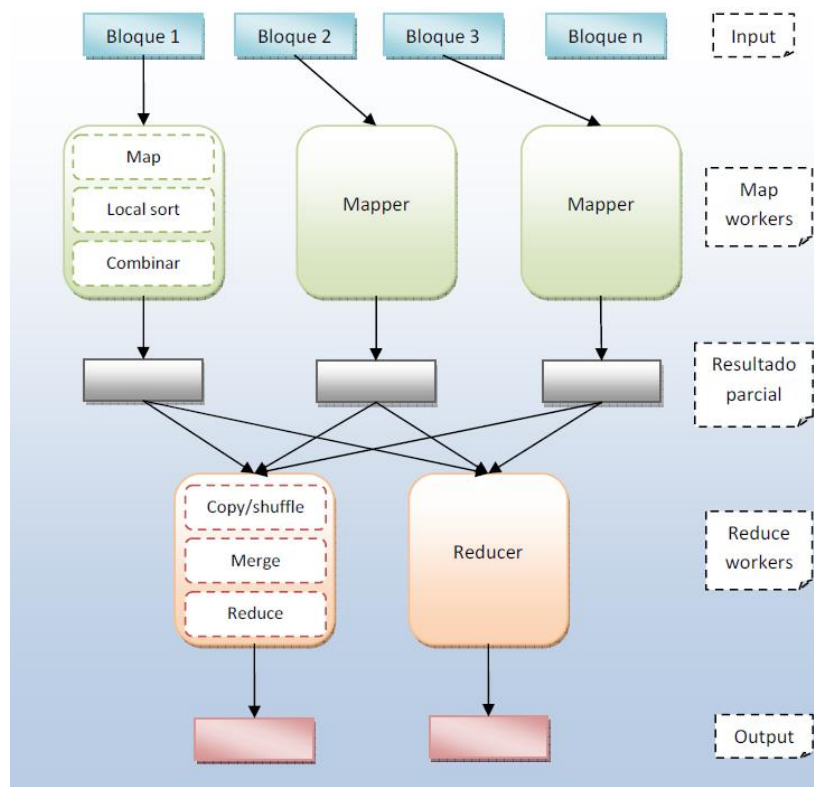 Bloque 1
Bloque 2
Bloque 3
Bloque n
Input
Map
Local sort
Combinar
Mapper
Mapper
Map
workers
Resultado
parcial
Copy/shuffle
Merge
Reduce
Reducer
Reduce
workers
Output